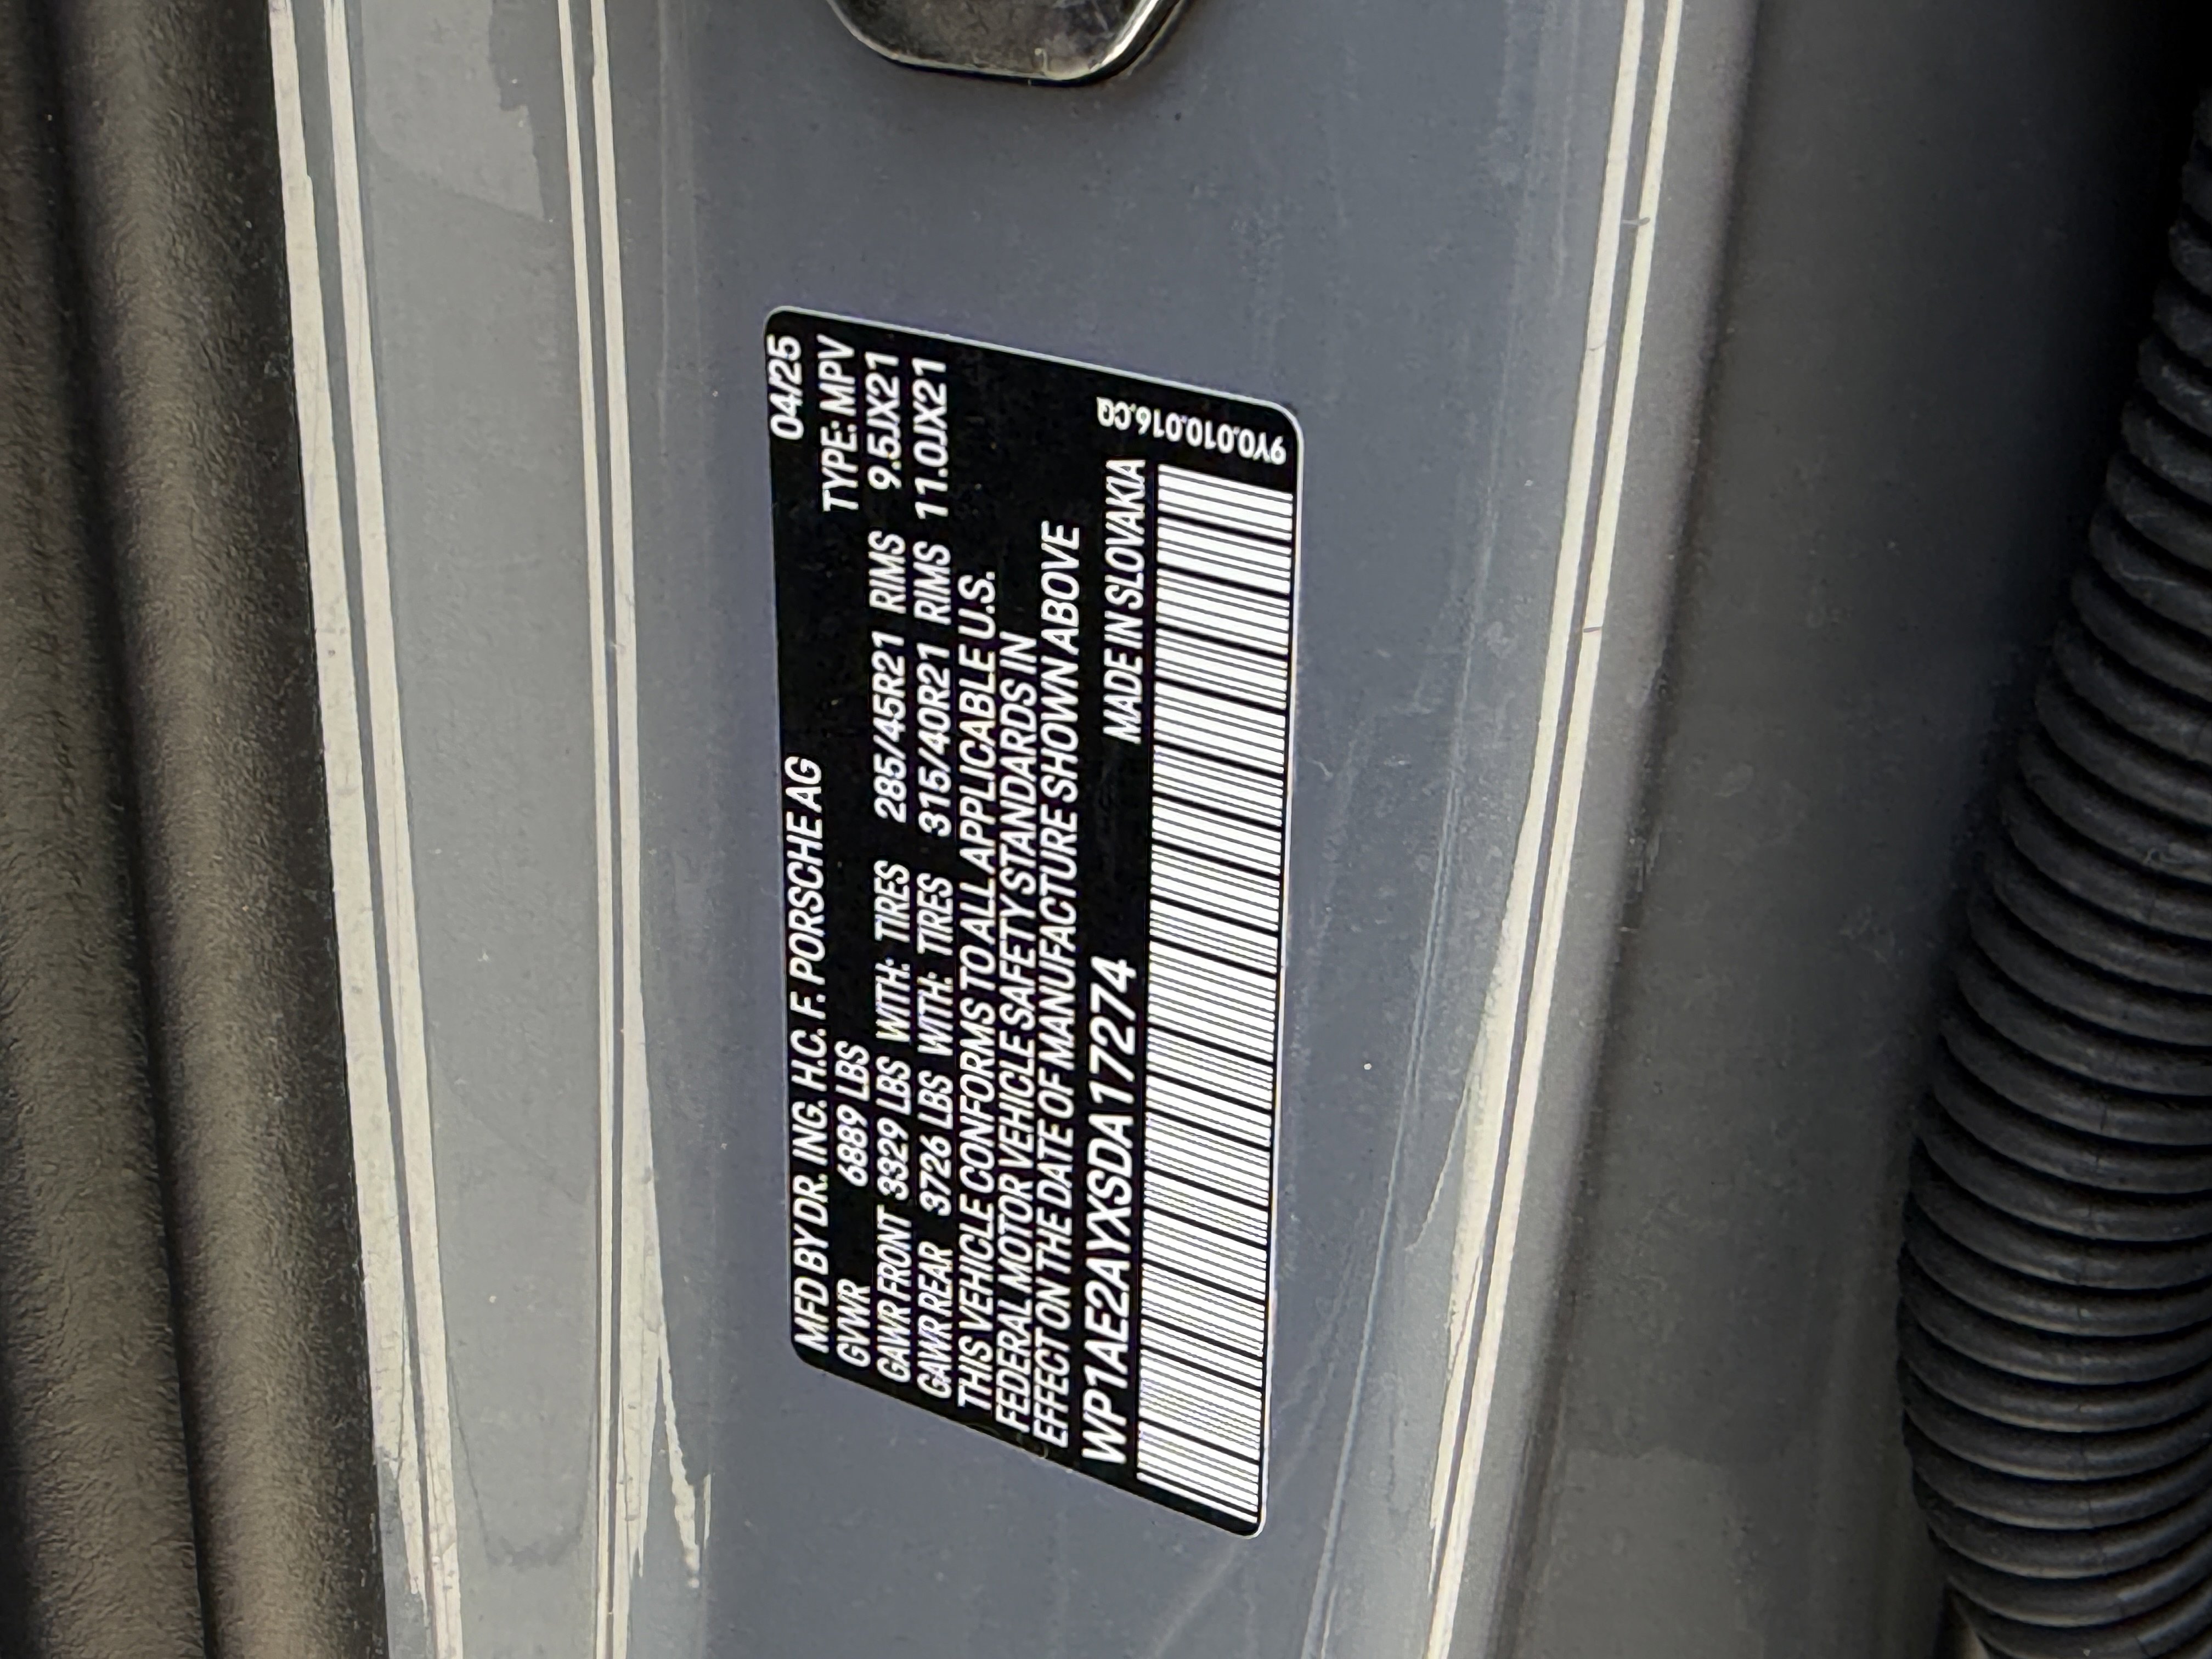 MFD BY DR. ING. H.C. F. PORSCHE AG 04/25
GVWR 6889 LBS TYPE: MPV
GAWR FRONT 3329 LBS WITH: TIRES 285/45R21 RIMS 9.5JX21
GAWR REAR 3726 LBS WITH: TIRES 315/40R21 RIMS 11.0JX21
THIS VEHICLE CONFORMS TO ALL APPLICABLE U.S.
FEDERAL MOTOR VEHICLE SAFETY STANDARDS IN
EFFECT ON THE DATE OF MANUFACTURE SHOWN ABOVE
WP1AE2AYXSDA17274 MADE IN SLOVAKIA
9Y0.010.016.CQ